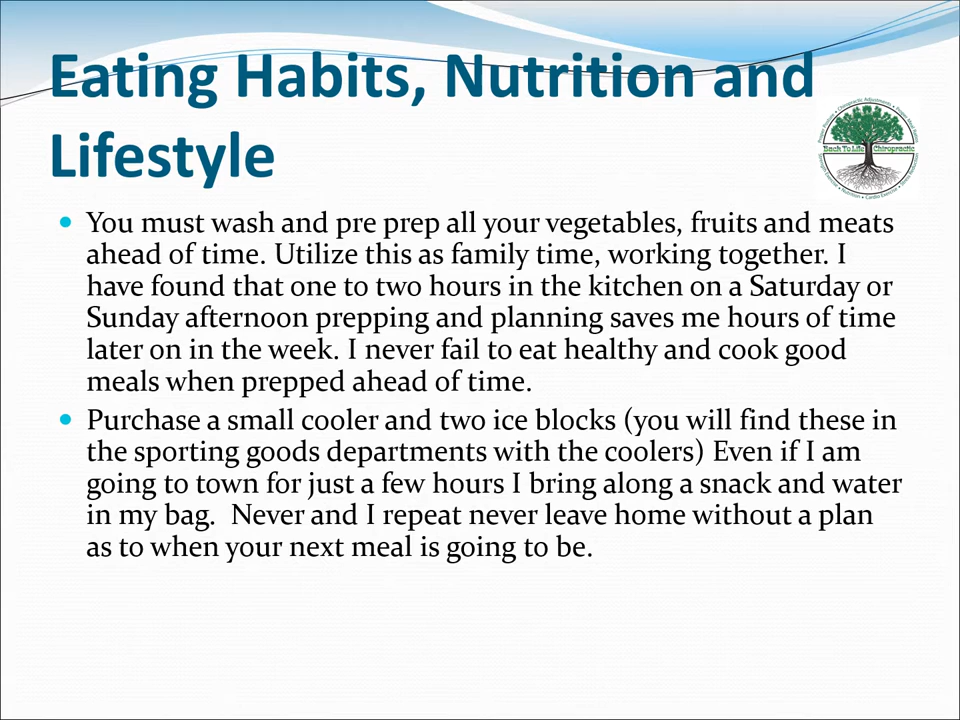 Eating Habits, Nutrition and
Lifestyle
Back To Life Chiropractic
• You must wash and pre prep all your vegetables, fruits and meats
ahead of time. Utilize this as family time, working together. I
have found that one to two hours in the kitchen on a Saturday or
Sunday afternoon prepping and planning saves me hours of time
later on in the week. I never fail to eat healthy and cook good
meals when prepped ahead of time.
• Purchase a small cooler and two ice blocks (you will find these in
the sporting goods departments with the coolers) Even if I am
going to town for just a few hours I bring along a snack and water
in my bag.  Never and I repeat never leave home without a plan
as to when your next meal is going to be.